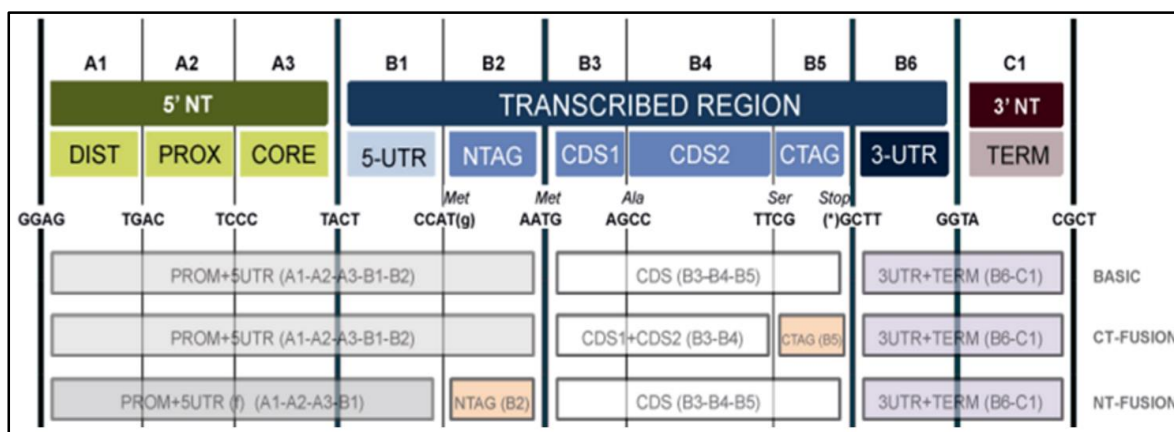 A1 A2 A3 B1 B2 B3 B4 B5 B6 C1
5' NT TRANSCRIBED REGION 3' NT
DIST PROX CORE 5-UTR NTAG CDS1 CDS2 CTAG 3-UTR TERM
Met Met Ala Ser Stop
GGAG TGAC TCCC TACT CCAT(g) AATG AGCC TTCG (*)GCTT GGTA CGCT
PROM+5UTR (A1-A2-A3-B1-B2) CDS (B3-B4-B5) 3UTR+TERM (B6-C1) BASIC
PROM+5UTR (A1-A2-A3-B1-B2) CDS1+CDS2 (B3-B4) CTAG (B5) 3UTR+TERM (B6-C1) CT-FUSION
PROM+5UTR (f) (A1-A2-A3-B1) NTAG (B2) CDS (B3-B4-B5) 3UTR+TERM (B6-C1) NT-FUSION